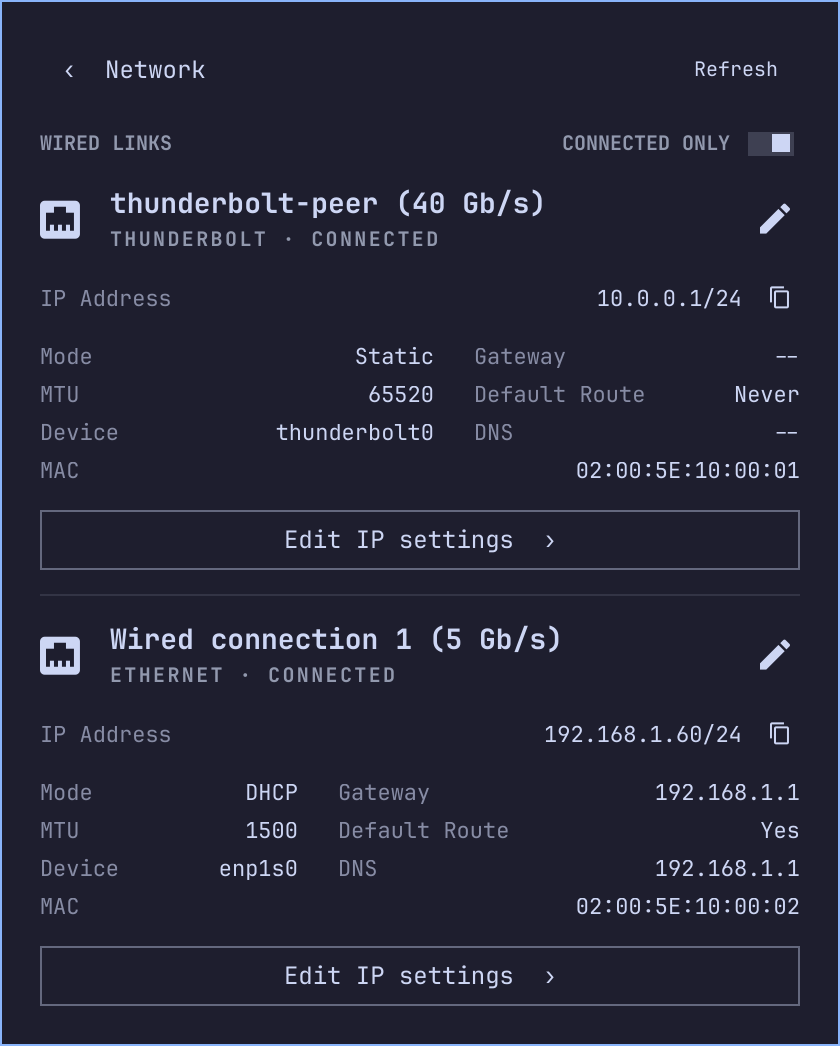 ‹ Network Refresh
WIRED LINKS CONNECTED ONLY
thunderbolt-peer (40 Gb/s)
THUNDERBOLT · CONNECTED
IP Address 10.0.0.1/24
Mode Static Gateway --
MTU 65520 Default Route Never
Device thunderbolt0 DNS --
MAC 02:00:5E:10:00:01
Edit IP settings ›
Wired connection 1 (5 Gb/s)
ETHERNET · CONNECTED
IP Address 192.168.1.60/24
Mode DHCP Gateway 192.168.1.1
MTU 1500 Default Route Yes
Device enp1s0 DNS 192.168.1.1
MAC 02:00:5E:10:00:02
Edit IP settings ›